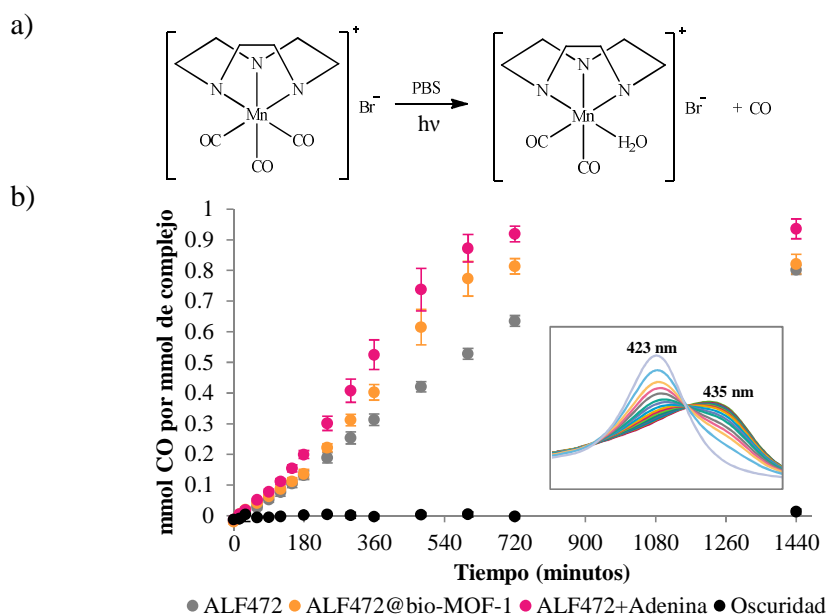 a)
N
N
N
Mn
OC
CO
CO
+
Br⁻
PBS
hν
N
N
N
Mn
OC
H₂O
CO
+
Br⁻
+ CO
b)
mmol CO por mmol de complejo
1
0.9
0.8
0.7
0.6
0.5
0.4
0.3
0.2
0.1
0
423 nm
435 nm
0
180
360
540
720
900
1080
1260
1440
Tiempo (minutos)
ALF472
ALF472@bio-MOF-1
ALF472+Adenina
Oscuridad